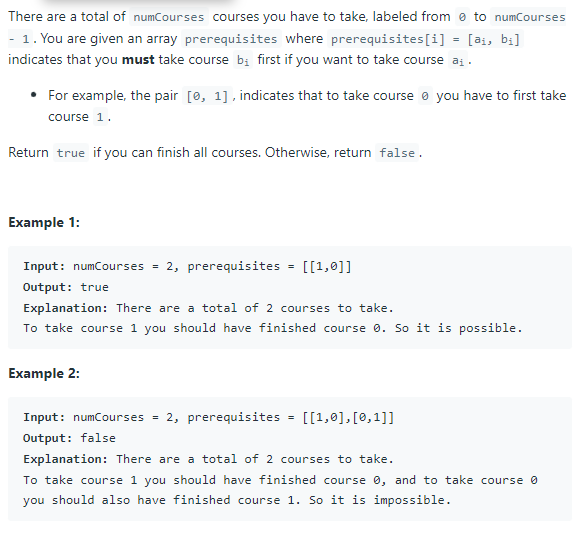 There are a total of numCourses courses you have to take, labeled from 0 to numCourses
- 1. You are given an array prerequisites where prerequisites[i] = [aᵢ, bᵢ]
indicates that you must take course bᵢ first if you want to take course aᵢ.
• For example, the pair [0, 1], indicates that to take course 0 you have to first take
course 1.
Return true if you can finish all courses. Otherwise, return false.
Example 1:
Input: numCourses = 2, prerequisites = [[1,0]]
Output: true
Explanation: There are a total of 2 courses to take.
To take course 1 you should have finished course 0. So it is possible.
Example 2:
Input: numCourses = 2, prerequisites = [[1,0],[0,1]]
Output: false
Explanation: There are a total of 2 courses to take.
To take course 1 you should have finished course 0, and to take course 0
you should also have finished course 1. So it is impossible.